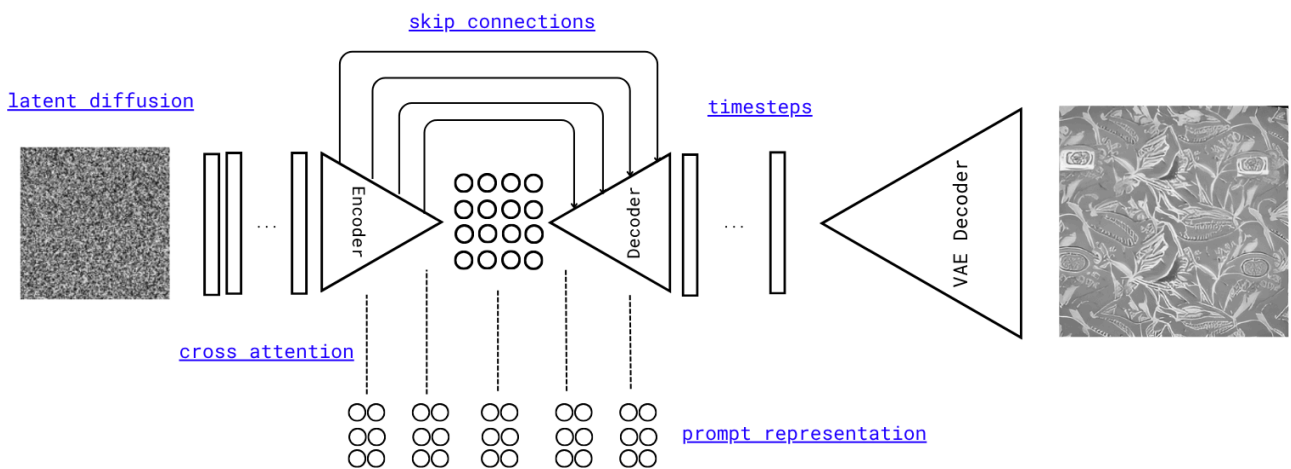 skip connections
latent diffusion
timesteps
Encoder
...
Decoder
...
VAE Decoder
cross attention
prompt representation